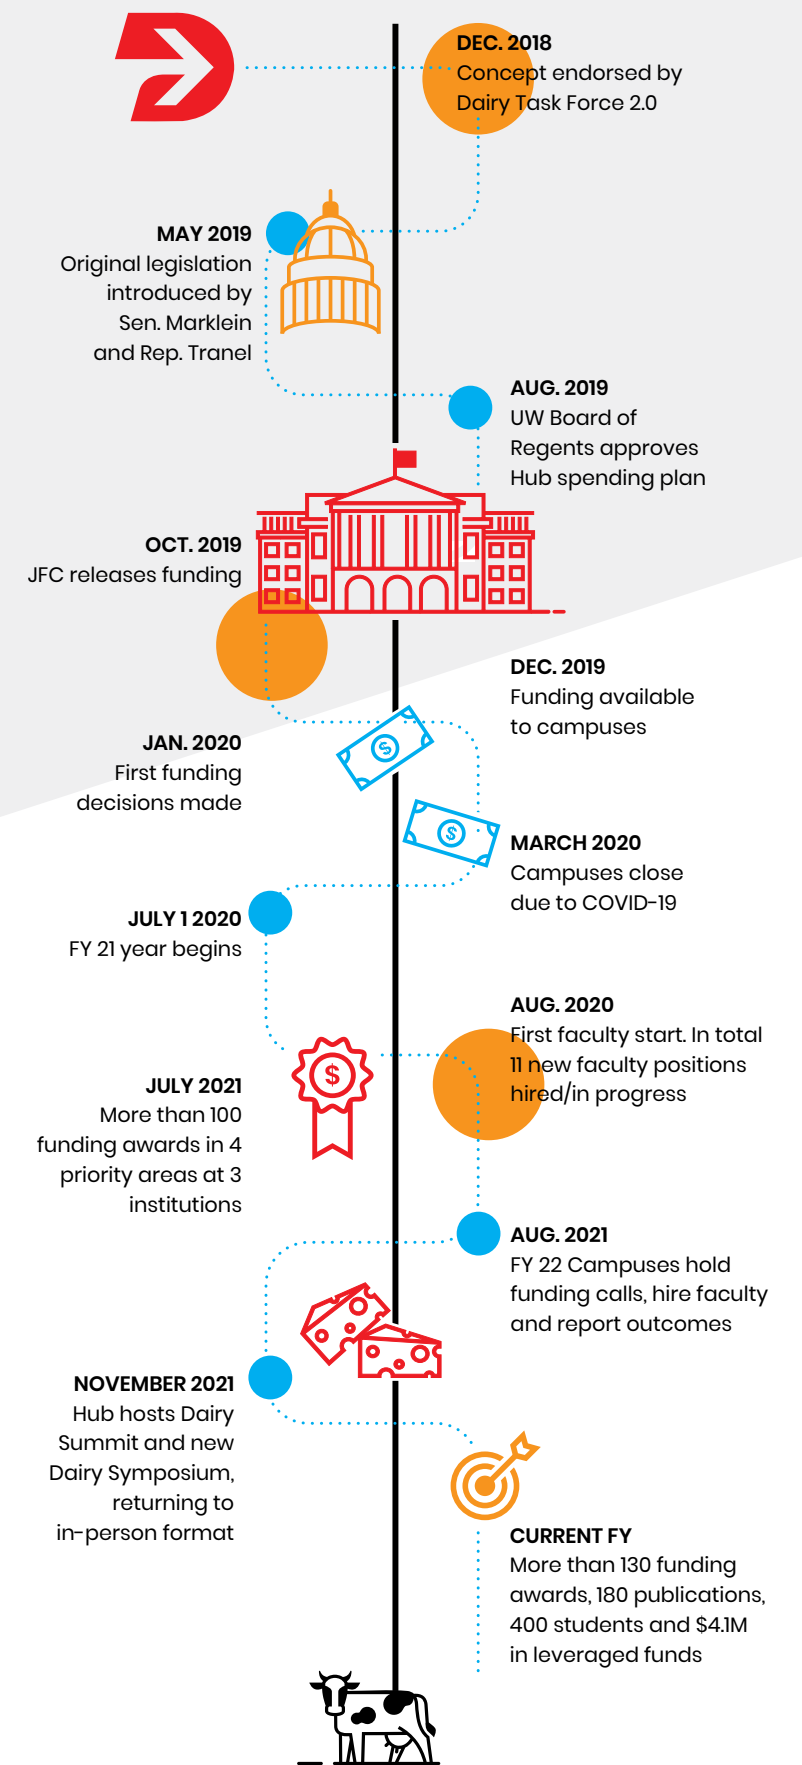 DEC. 2018
Concept endorsed by
Dairy Task Force 2.0
MAY 2019
Original legislation
introduced by
Sen. Marklein
and Rep. Tranel
AUG. 2019
UW Board of
Regents approves
Hub spending plan
OCT. 2019
JFC releases funding
DEC. 2019
Funding available
to campuses
JAN. 2020
First funding
decisions made
$
$
MARCH 2020
Campuses close
due to COVID-19
JULY 1 2020
FY 21 year begins
AUG. 2020
First faculty start. In total
11 new faculty positions
hired/in progress
$
JULY 2021
More than 100
funding awards in 4
priority areas at 3
institutions
AUG. 2021
FY 22 Campuses hold
funding calls, hire faculty
and report outcomes
NOVEMBER 2021
Hub hosts Dairy
Summit and new
Dairy Symposium,
returning to
in-person format
CURRENT FY
More than 130 funding
awards, 180 publications,
400 students and $4.1M
in leveraged funds